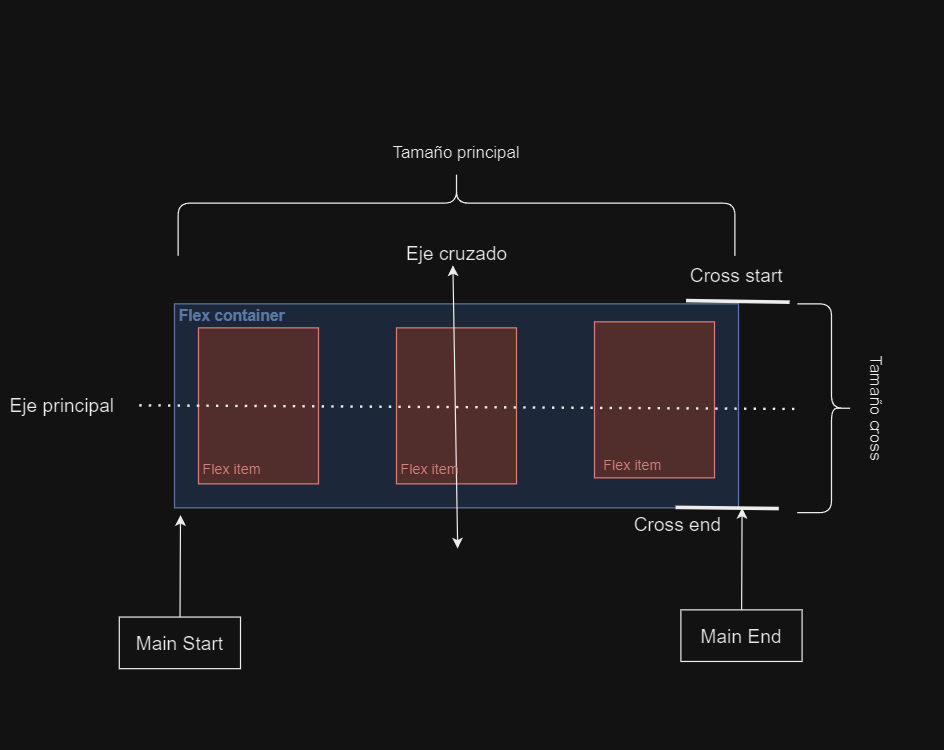 Tamaño principal
Eje cruzado
Cross start
Flex container
Tamaño cross
Eje principal
Flex item
Flex item
Flex item
Cross end
Main Start
Main End